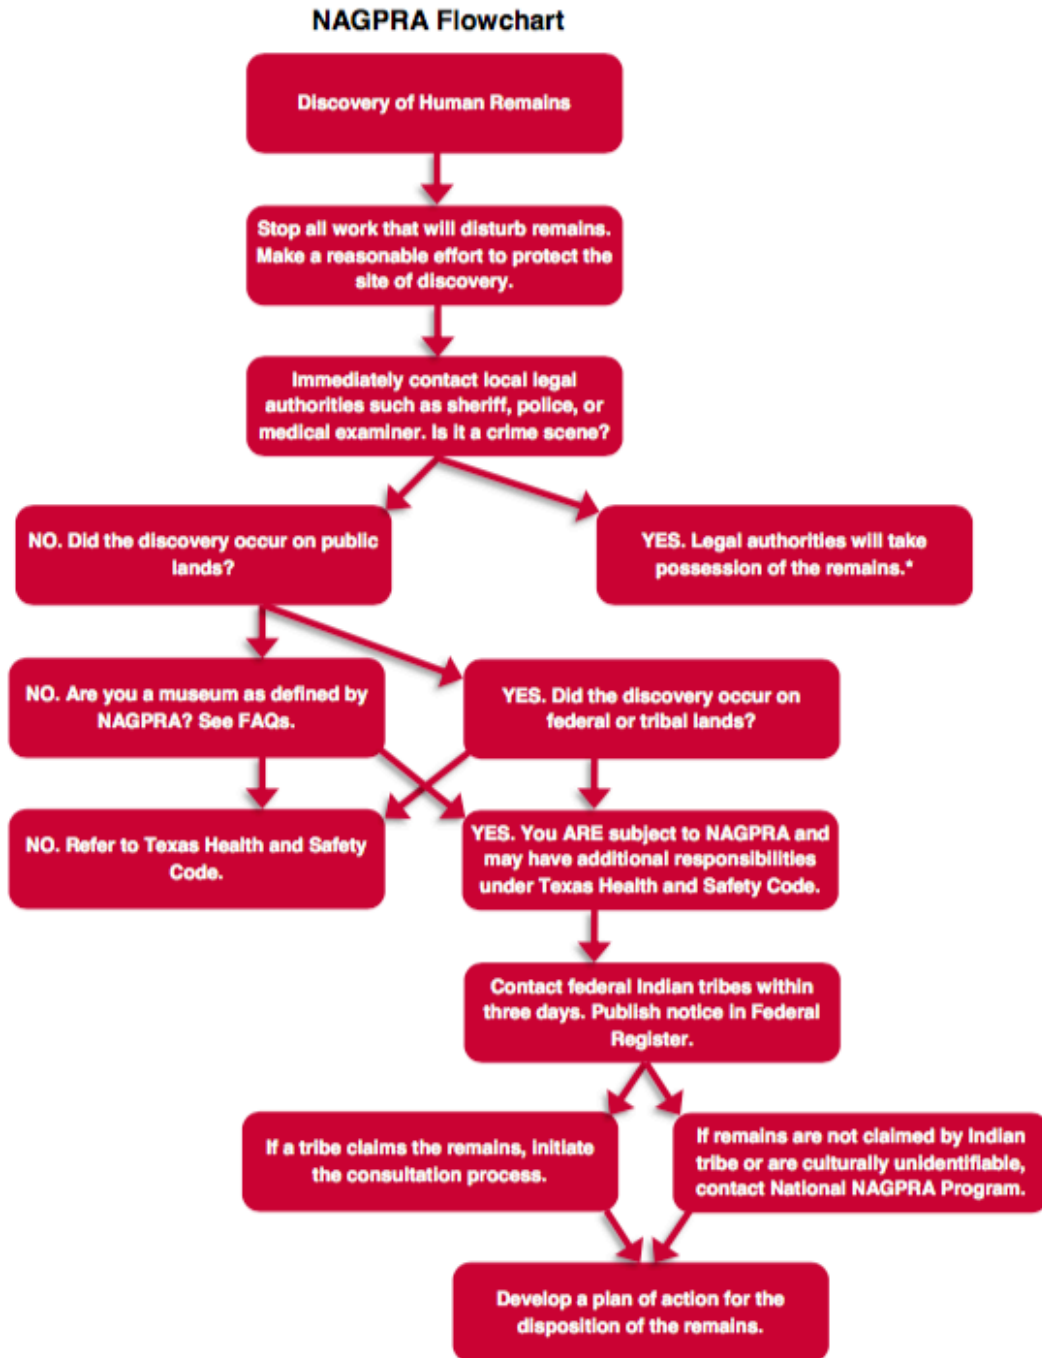 NAGPRA Flowchart
Discovery of Human Remains
Stop all work that will disturb remains.
Make a reasonable effort to protect the
site of discovery.
Immediately contact local legal
authorities such as sheriff, police, or
medical examiner. Is it a crime scene?
NO. Did the discovery occur on public
lands?
YES. Legal authorities will take
possession of the remains.*
NO. Are you a museum as defined by
NAGPRA? See FAQs.
YES. Did the discovery occur on
federal or tribal lands?
NO. Refer to Texas Health and Safety
Code.
YES. You ARE subject to NAGPRA and
may have additional responsibilities
under Texas Health and Safety Code.
Contact federal Indian tribes within
three days. Publish notice in Federal
Register.
If a tribe claims the remains, initiate
the consultation process.
If remains are not claimed by Indian
tribe or are culturally unidentifiable,
contact National NAGPRA Program.
Develop a plan of action for the
disposition of the remains.